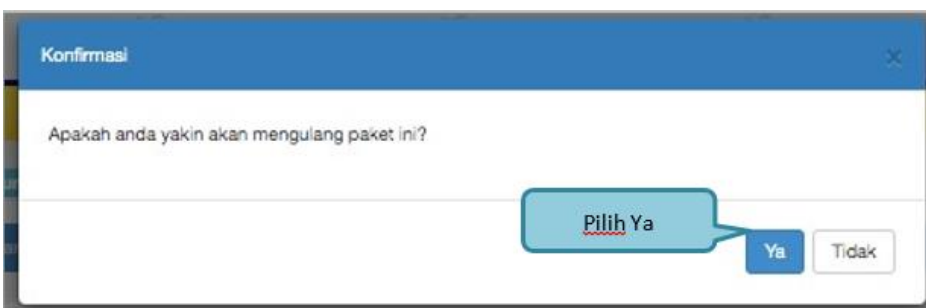 Konfirmasi
Apakah anda yakin akan mengulang paket ini?
Pilih Ya
Ya
Tidak